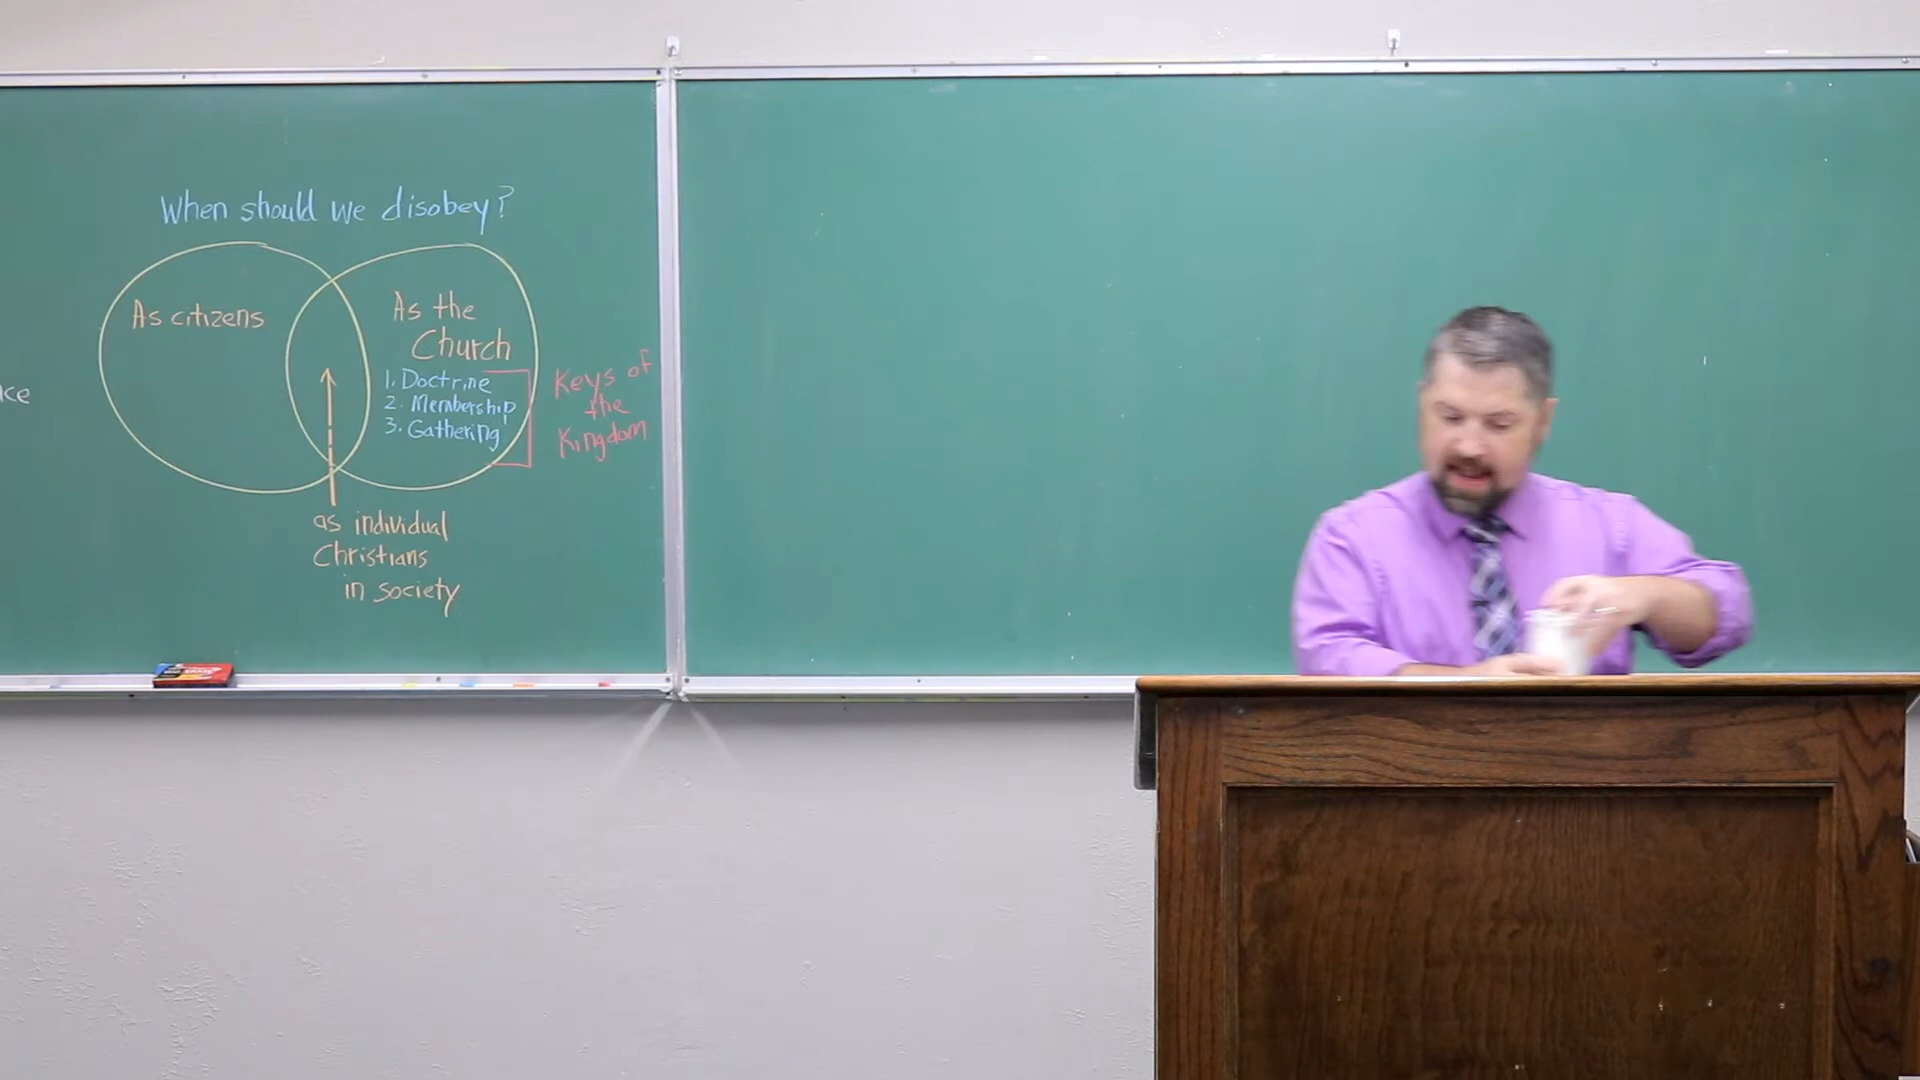 When should we disobey?
As citizens
As the
Church
1. Doctrine
2. Membership
3. Gathering
Keys of
the
Kingdom
as individual
Christians
in society